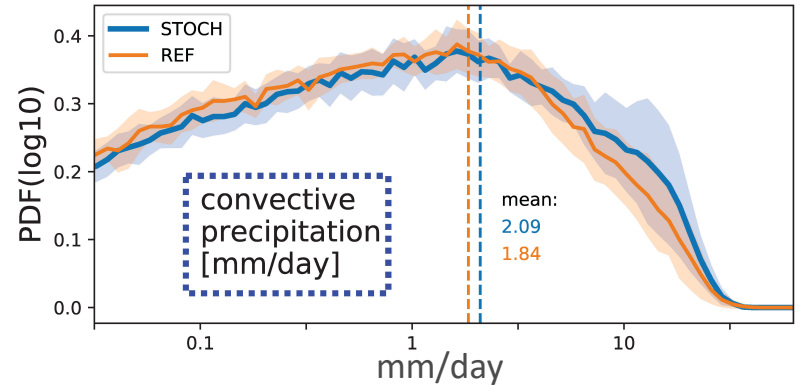 STOCH
REF
0.4
0.3
0.2
0.1
0.0
PDF(log10)
convective
precipitation
[mm/day]
mean:
2.09
1.84
0.1
1
10
mm/day